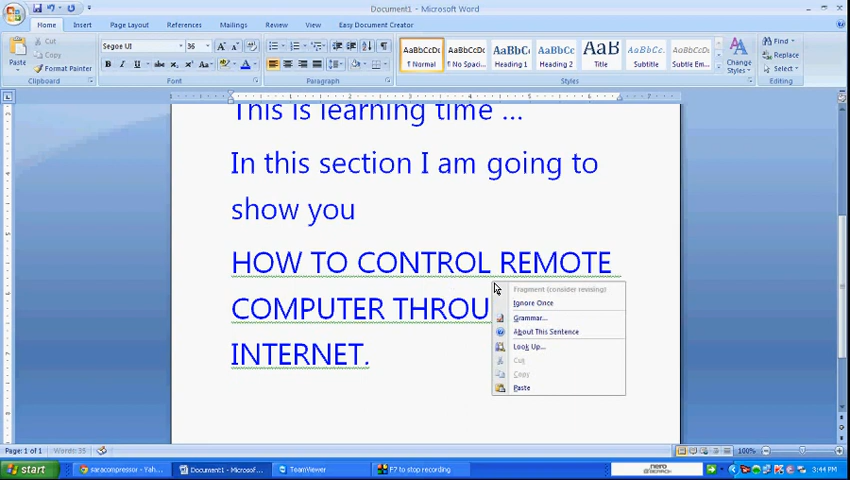 Document1 - Microsoft Word
Home Insert Page Layout References Mailings Review View Easy Document Creator
Paste
Cut
Copy
Format Painter
Clipboard
Segoe UI 36
Font
Paragraph
AaBbCcDc AaBbCcDc AaBbCc AaBbCc AaB AaBbCc. AaBbCcDc
¶ Normal ¶ No Spaci... Heading 1 Heading 2 Title Subtitle Subtle Em...
Change Styles
Styles
Find
Replace
Select
Editing
This is learning time ...
In this section I am going to
show you
HOW TO CONTROL REMOTE
COMPUTER THROU
INTERNET.
Fragment (consider revising)
Ignore Once
Grammar...
About This Sentence
Look Up...
Cut
Copy
Paste
Page: 1 of 1 Words: 33 100%
start saracompressor - Yah... Document1 - Microsof... TeamViewer F7 to stop recording nero SEARCH 3:44 PM